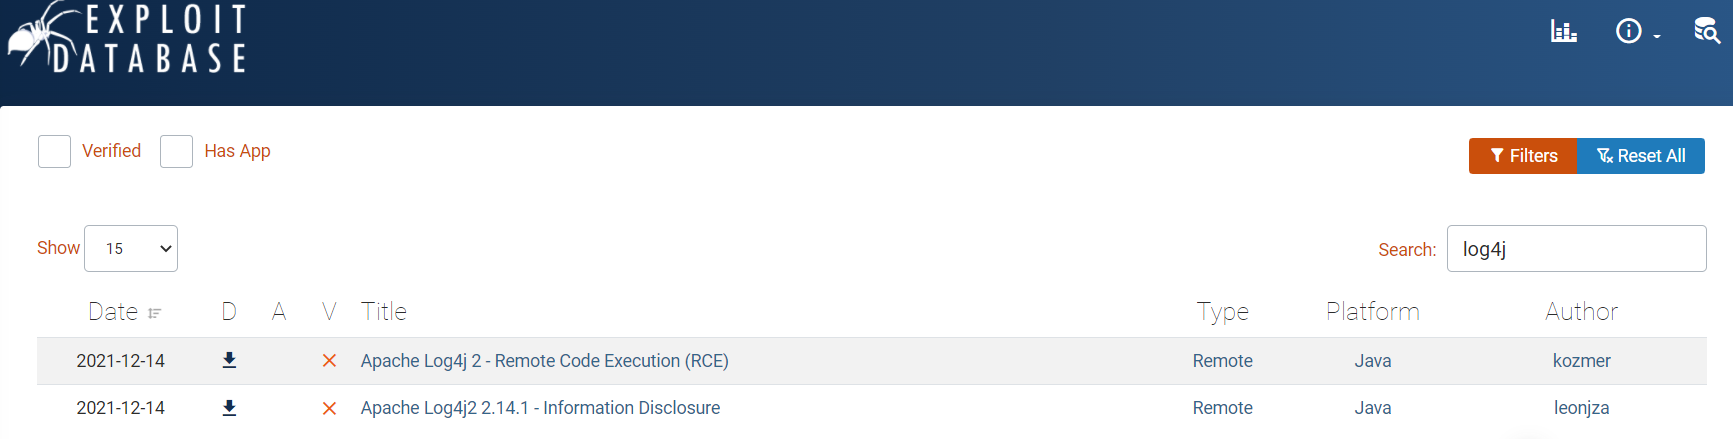 EXPLOIT
DATABASE
Verified Has App
Filters Reset All
Show 15 Search: log4j
Date D A V Title Type Platform Author
2021-12-14 Apache Log4j 2 - Remote Code Execution (RCE) Remote Java kozmer
2021-12-14 Apache Log4j2 2.14.1 - Information Disclosure Remote Java leonjza